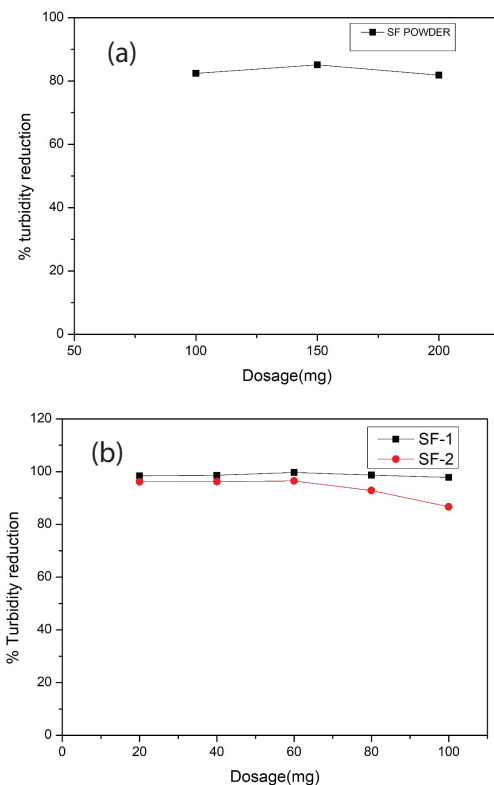 100
(a)
SF POWDER
80
60
40
20
0
50
100
150
200
% turbidity reduction
Dosage(mg)
120
(b)
SF-1
SF-2
100
80
60
40
20
0
0
20
40
60
80
100
% Turbidity reduction
Dosage(mg)